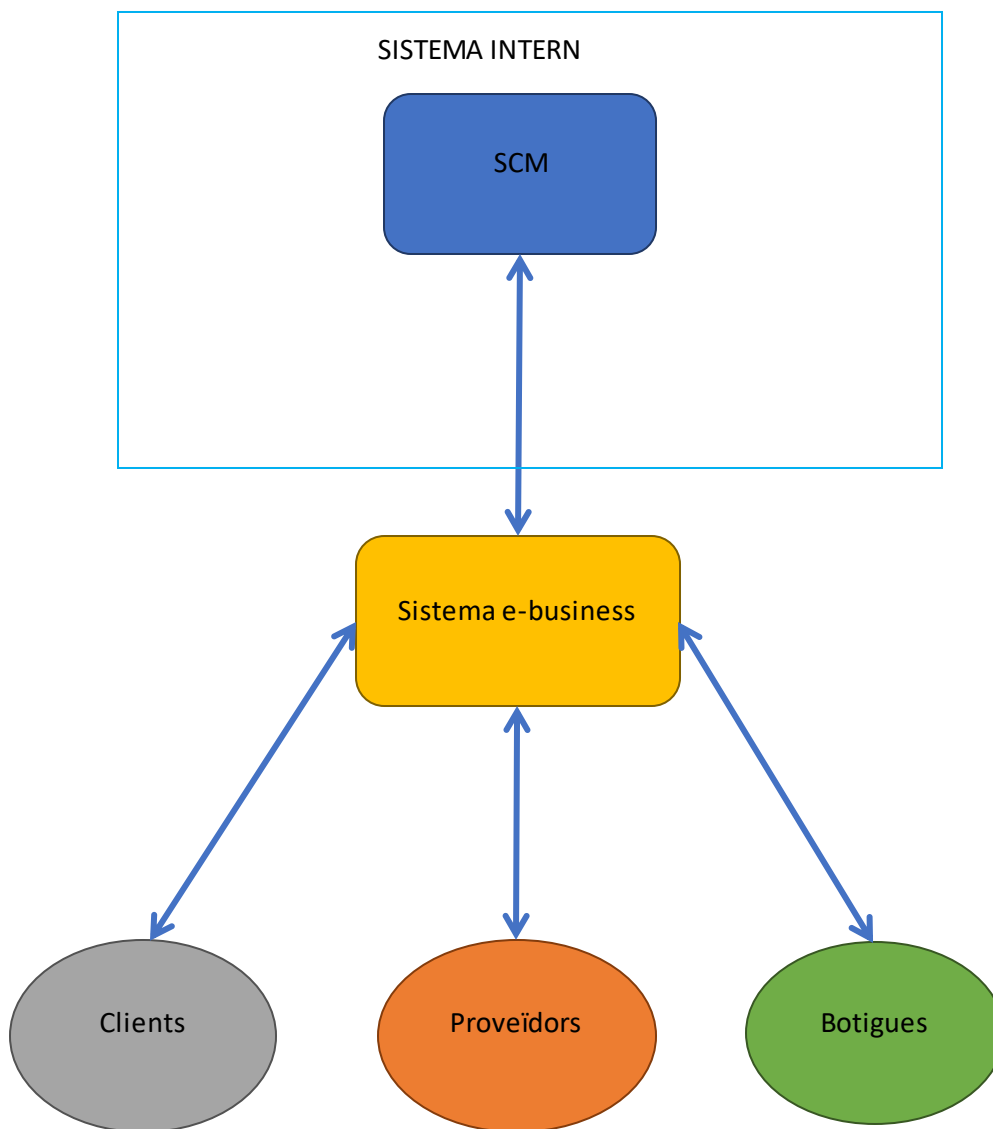 SISTEMA INTERN
SCM
Sistema e-business
Clients
Proveïdors
Botigues